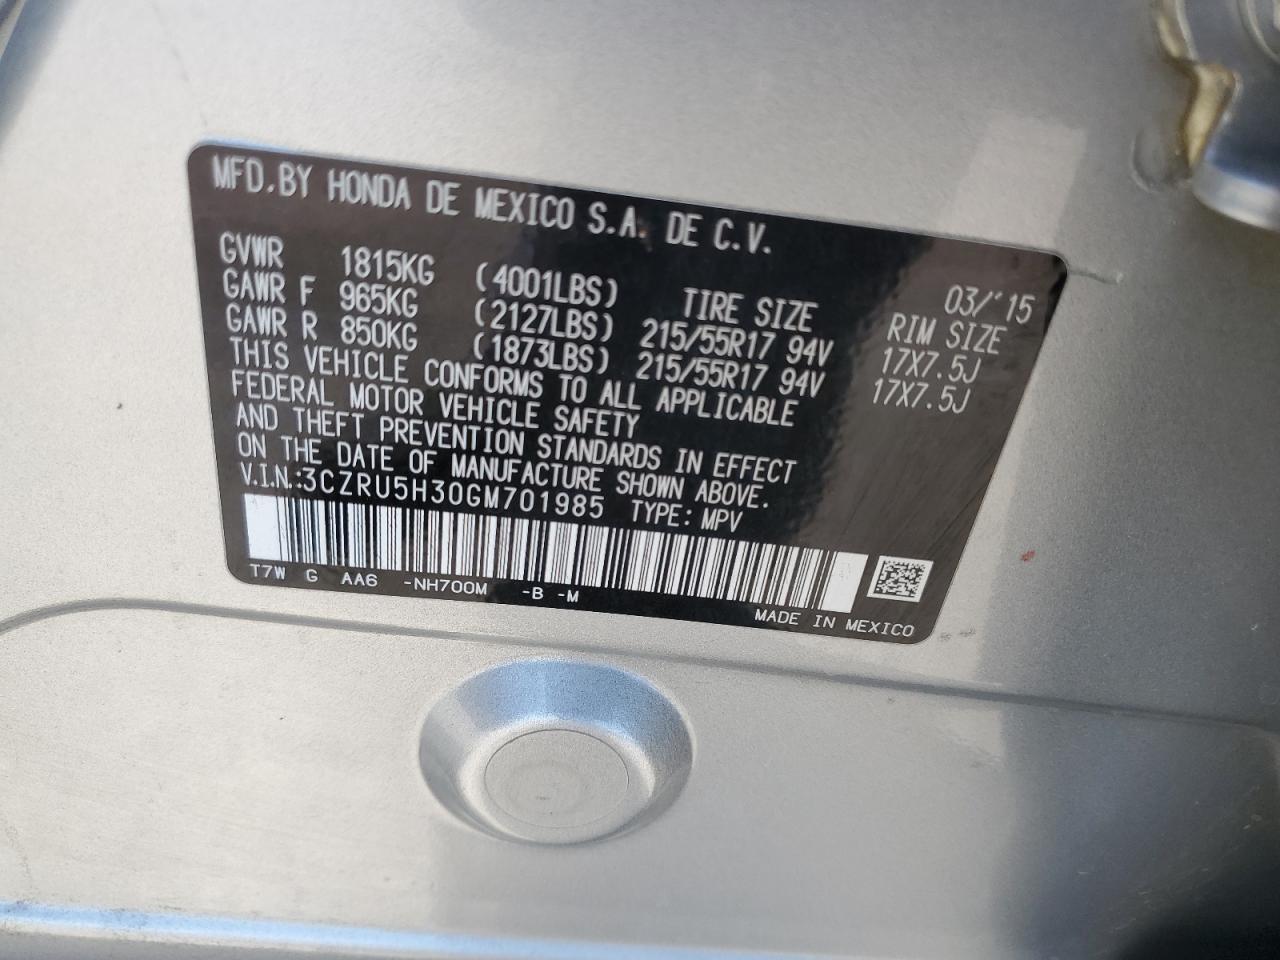 MFD.BY HONDA DE MEXICO S.A. DE C.V.
03/'15
GVWR 1815KG (4001LBS) TIRE SIZE RIM SIZE
GAWR F 965KG (2127LBS) 215/55R17 94V 17X7.5J
GAWR R 850KG (1873LBS) 215/55R17 94V 17X7.5J
THIS VEHICLE CONFORMS TO ALL APPLICABLE
FEDERAL MOTOR VEHICLE SAFETY
AND THEFT PREVENTION STANDARDS IN EFFECT
ON THE DATE OF MANUFACTURE SHOWN ABOVE.
V.I.N.:3CZRU5H30GM701985 TYPE: MPV
T7W G AA6 -NH700M -B -M
MADE IN MEXICO